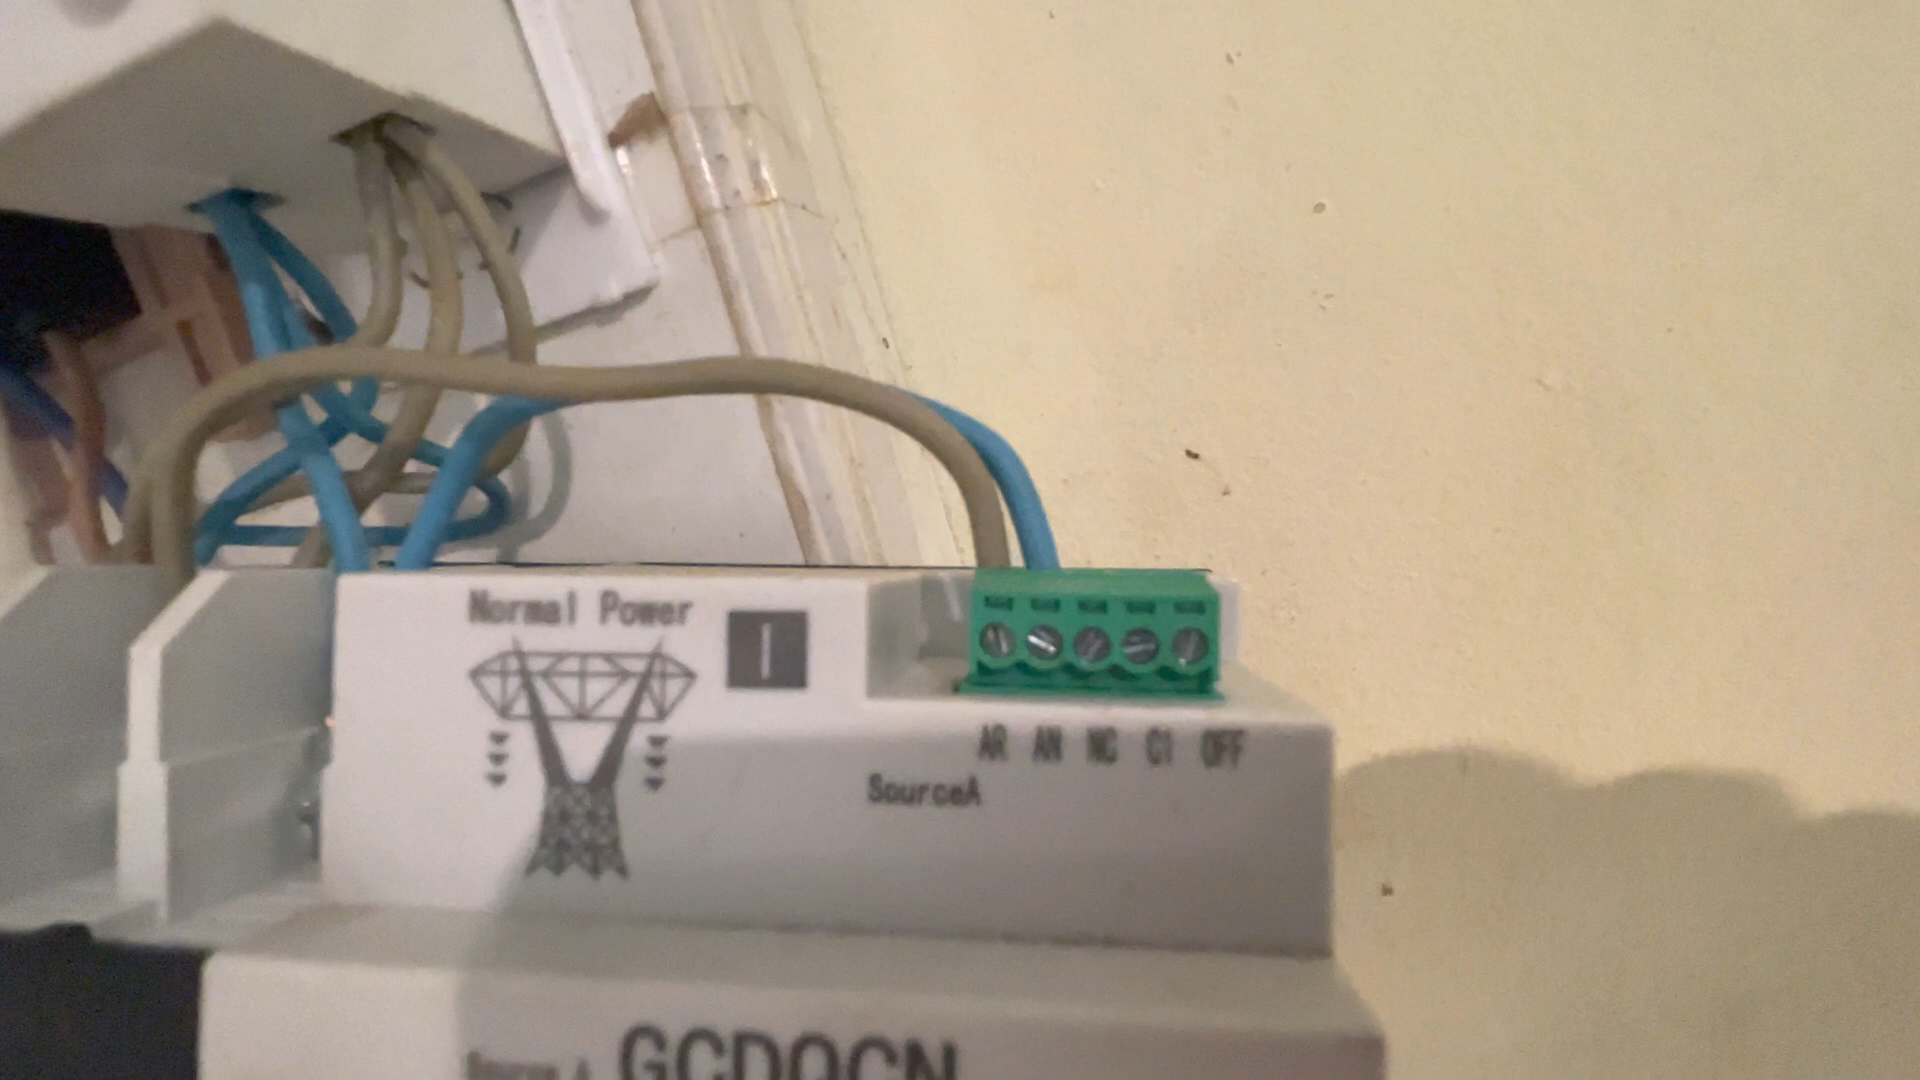 Normal Power
I
AR AN NC C1 OFF
SourceA
GCDQCN